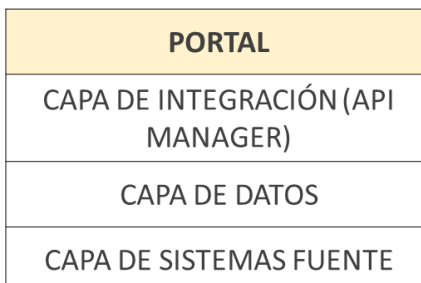 PORTAL
CAPA DE INTEGRACIÓN (API
MANAGER)
CAPA DE DATOS
CAPA DE SISTEMAS FUENTE